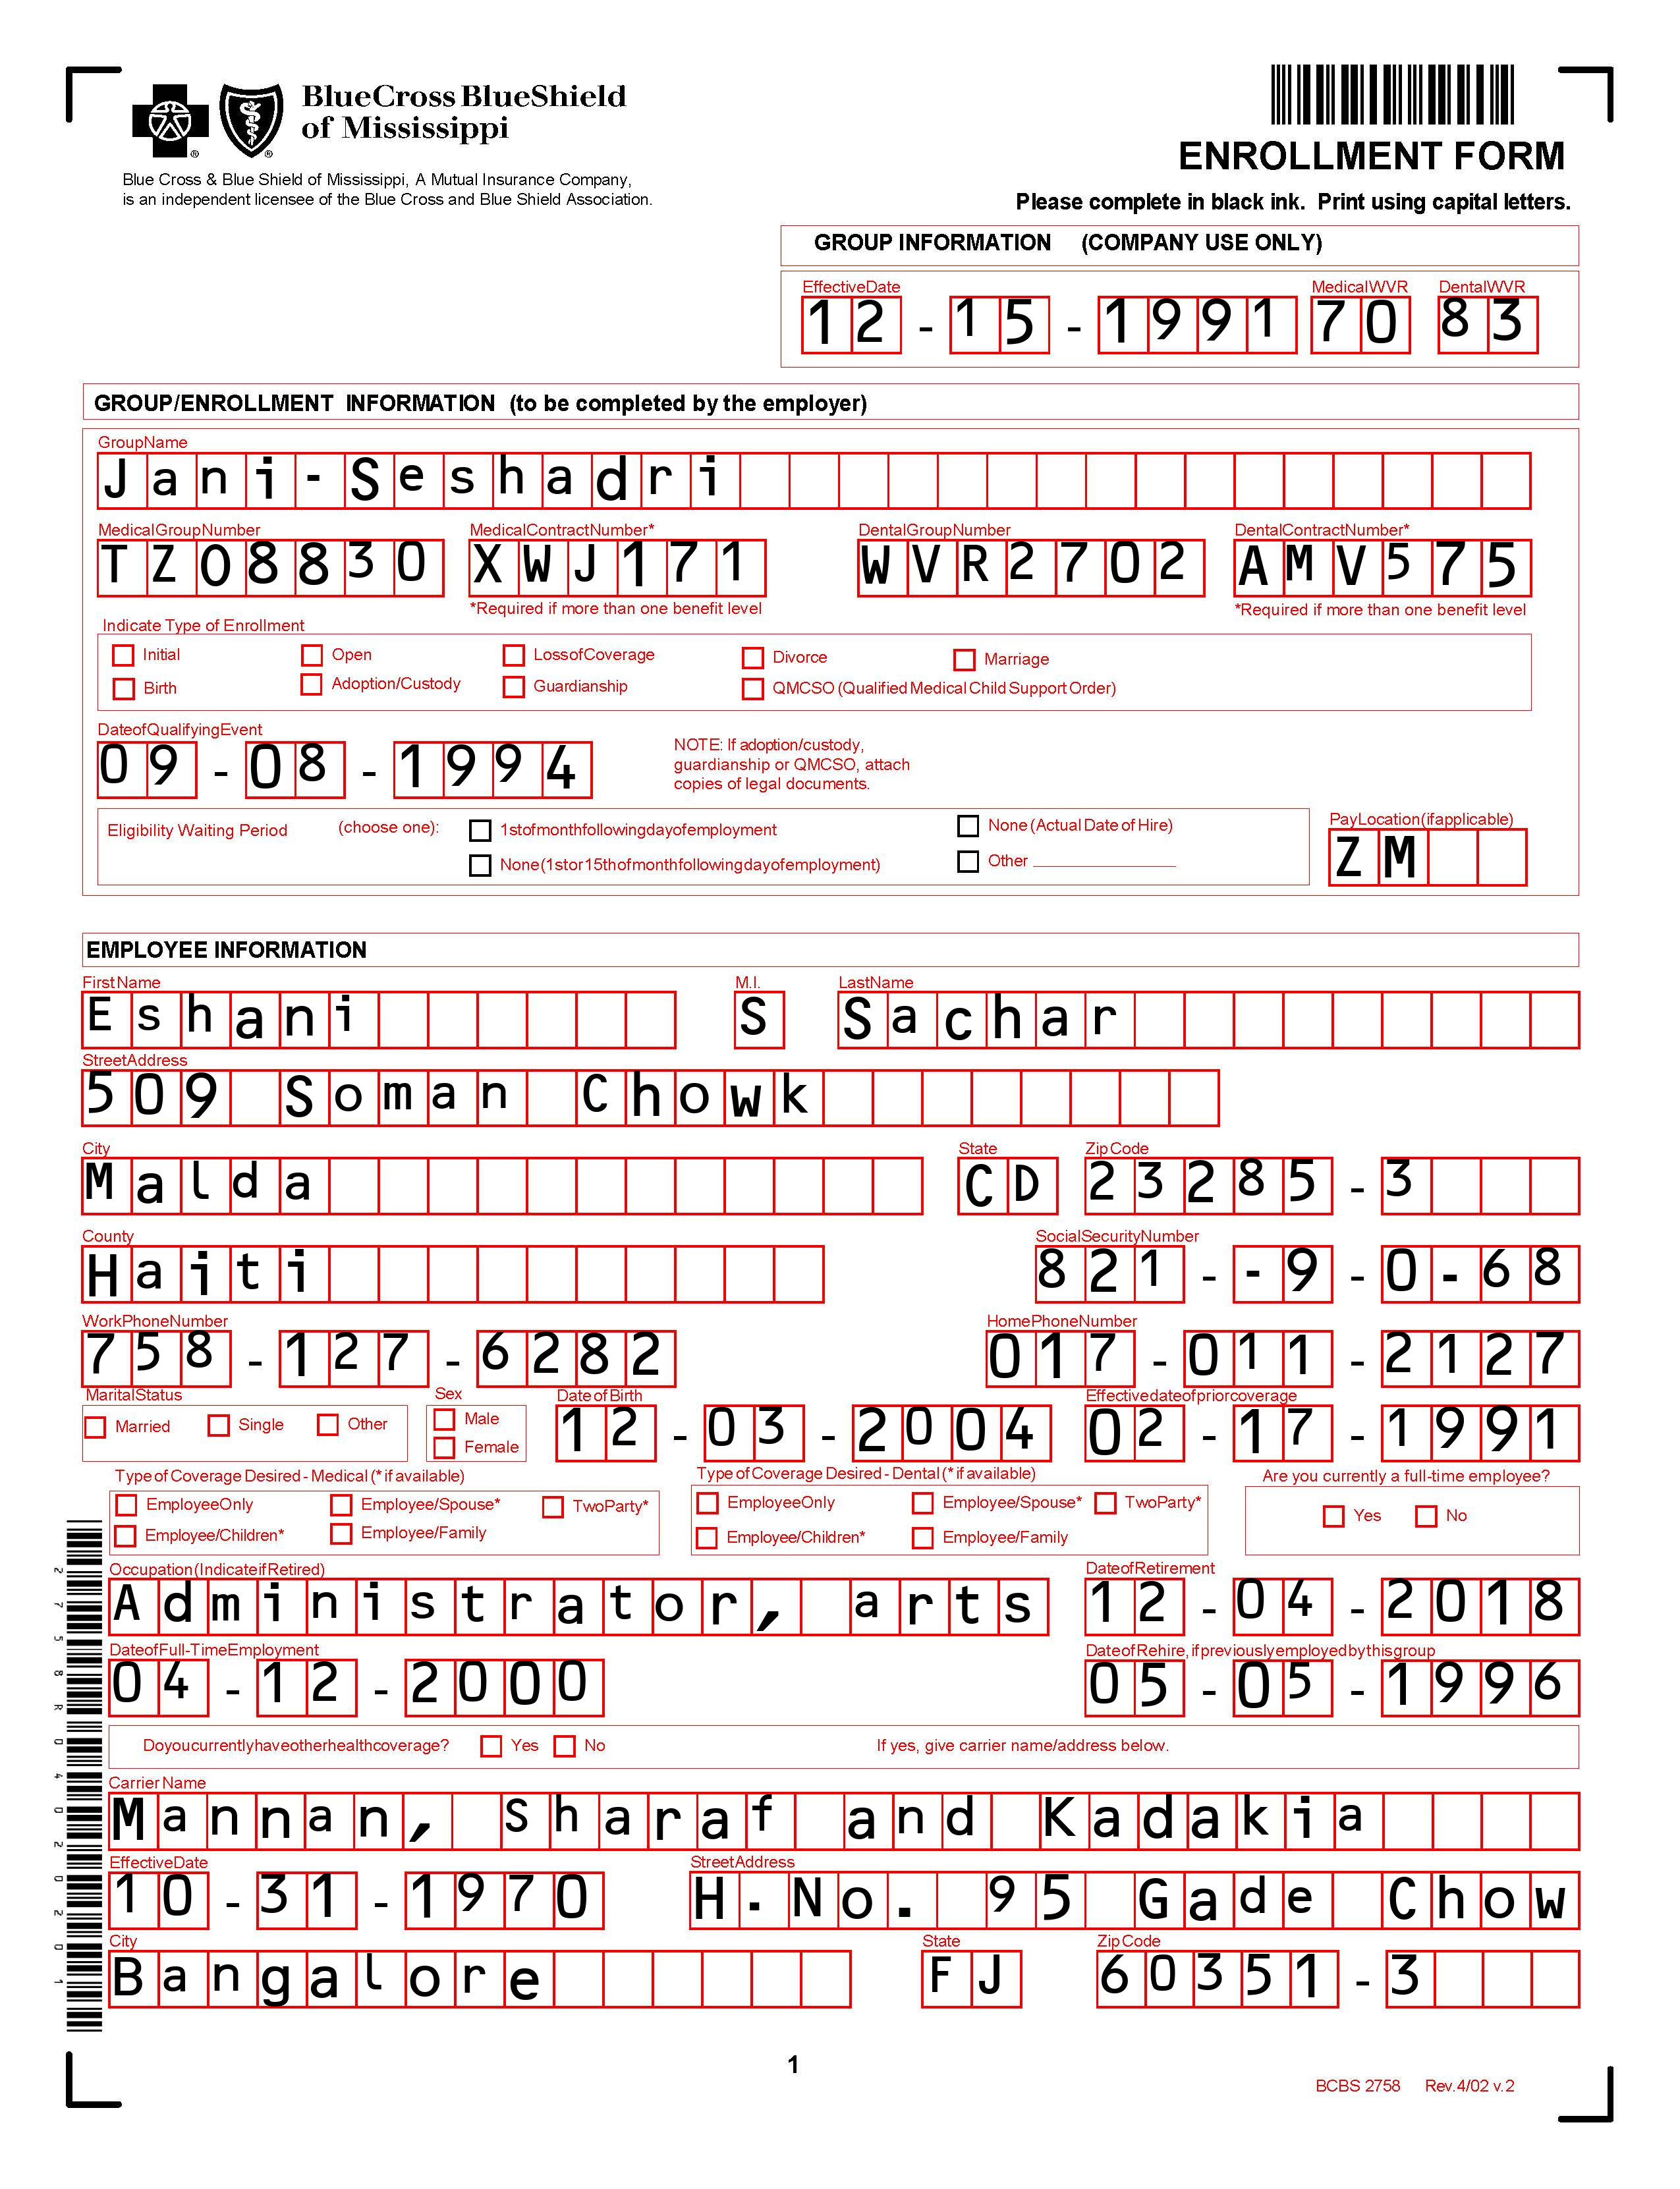 BlueCross BlueShield
of Mississippi
Blue Cross & Blue Shield of Mississippi, A Mutual Insurance Company,
is an independent licensee of the Blue Cross and Blue Shield Association.
ENROLLMENT FORM
Please complete in black ink. Print using capital letters.
GROUP INFORMATION (COMPANY USE ONLY)
EffectiveDate MedicalWVR DentalWVR
12 - 15 - 1991 70 83
GROUP/ENROLLMENT INFORMATION (to be completed by the employer)
GroupName
Jani-Seshadri
MedicalGroupNumber MedicalContractNumber* DentalGroupNumber DentalContractNumber*
TZ08830 XWJ171 WVR2702 AMV575
*Required if more than one benefit level *Required if more than one benefit level
Indicate Type of Enrollment
Initial Open LossofCoverage Divorce Marriage
Birth Adoption/Custody Guardianship QMCSO (Qualified Medical Child Support Order)
DateofQualifyingEvent
09 - 08 - 1994
NOTE: If adoption/custody,
guardianship or QMCSO, attach
copies of legal documents.
Eligibility Waiting Period (choose one): 1stofmonthfollowingdayofemployment None (Actual Date of Hire)
None(1stor15thofmonthfollowingdayofemployment) Other
PayLocation(ifapplicable)
ZM
EMPLOYEE INFORMATION
FirstName M.I. LastName
Eshani S Sachar
StreetAddress
509 Soman Chowk
City State Zip Code
Malda CD 23285 - 3
County SocialSecurityNumber
Haiti 821 - -9 - 0-68
WorkPhoneNumber HomePhoneNumber
758 - 127 - 6282 017 - 011 - 2127
MaritalStatus Sex Date of Birth Effectivedateofpriorcoverage
Married Single Other Male Female 12 - 03 - 2004 02 - 17 - 1991
Type of Coverage Desired - Medical (* if available) Type of Coverage Desired - Dental (* if available) Are you currently a full-time employee?
EmployeeOnly Employee/Spouse* TwoParty* EmployeeOnly Employee/Spouse* TwoParty* Yes No
Employee/Children* Employee/Family Employee/Children* Employee/Family
Occupation(IndicateifRetired) DateofRetirement
Administrator, arts 12 - 04 - 2018
DateofFull-TimeEmployment DateofRehire, ifpreviouslyemployedbythisgroup
04 - 12 - 2000 05 - 05 - 1996
Doyoucurrentlyhaveotherhealthcoverage? Yes No If yes, give carrier name/address below.
Carrier Name
Mannan, Sharaf and Kadakia
EffectiveDate StreetAddress
10 - 31 - 1970 H.No. 95 Gade Chow
City State Zip Code
Bangalore FJ 60351 - 3
2758R04020201
1
BCBS 2758 Rev.4/02 v.2